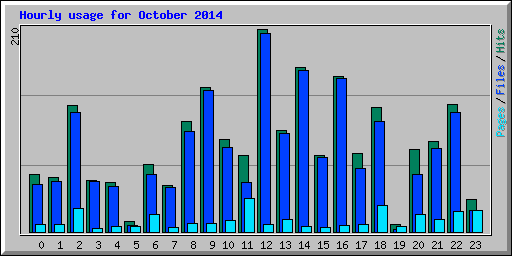 Hourly usage for October 2014
210
Pages/Files/Hits
0 1 2 3 4 5 6 7 8 9 10 11 12 13 14 15 16 17 18 19 20 21 22 23